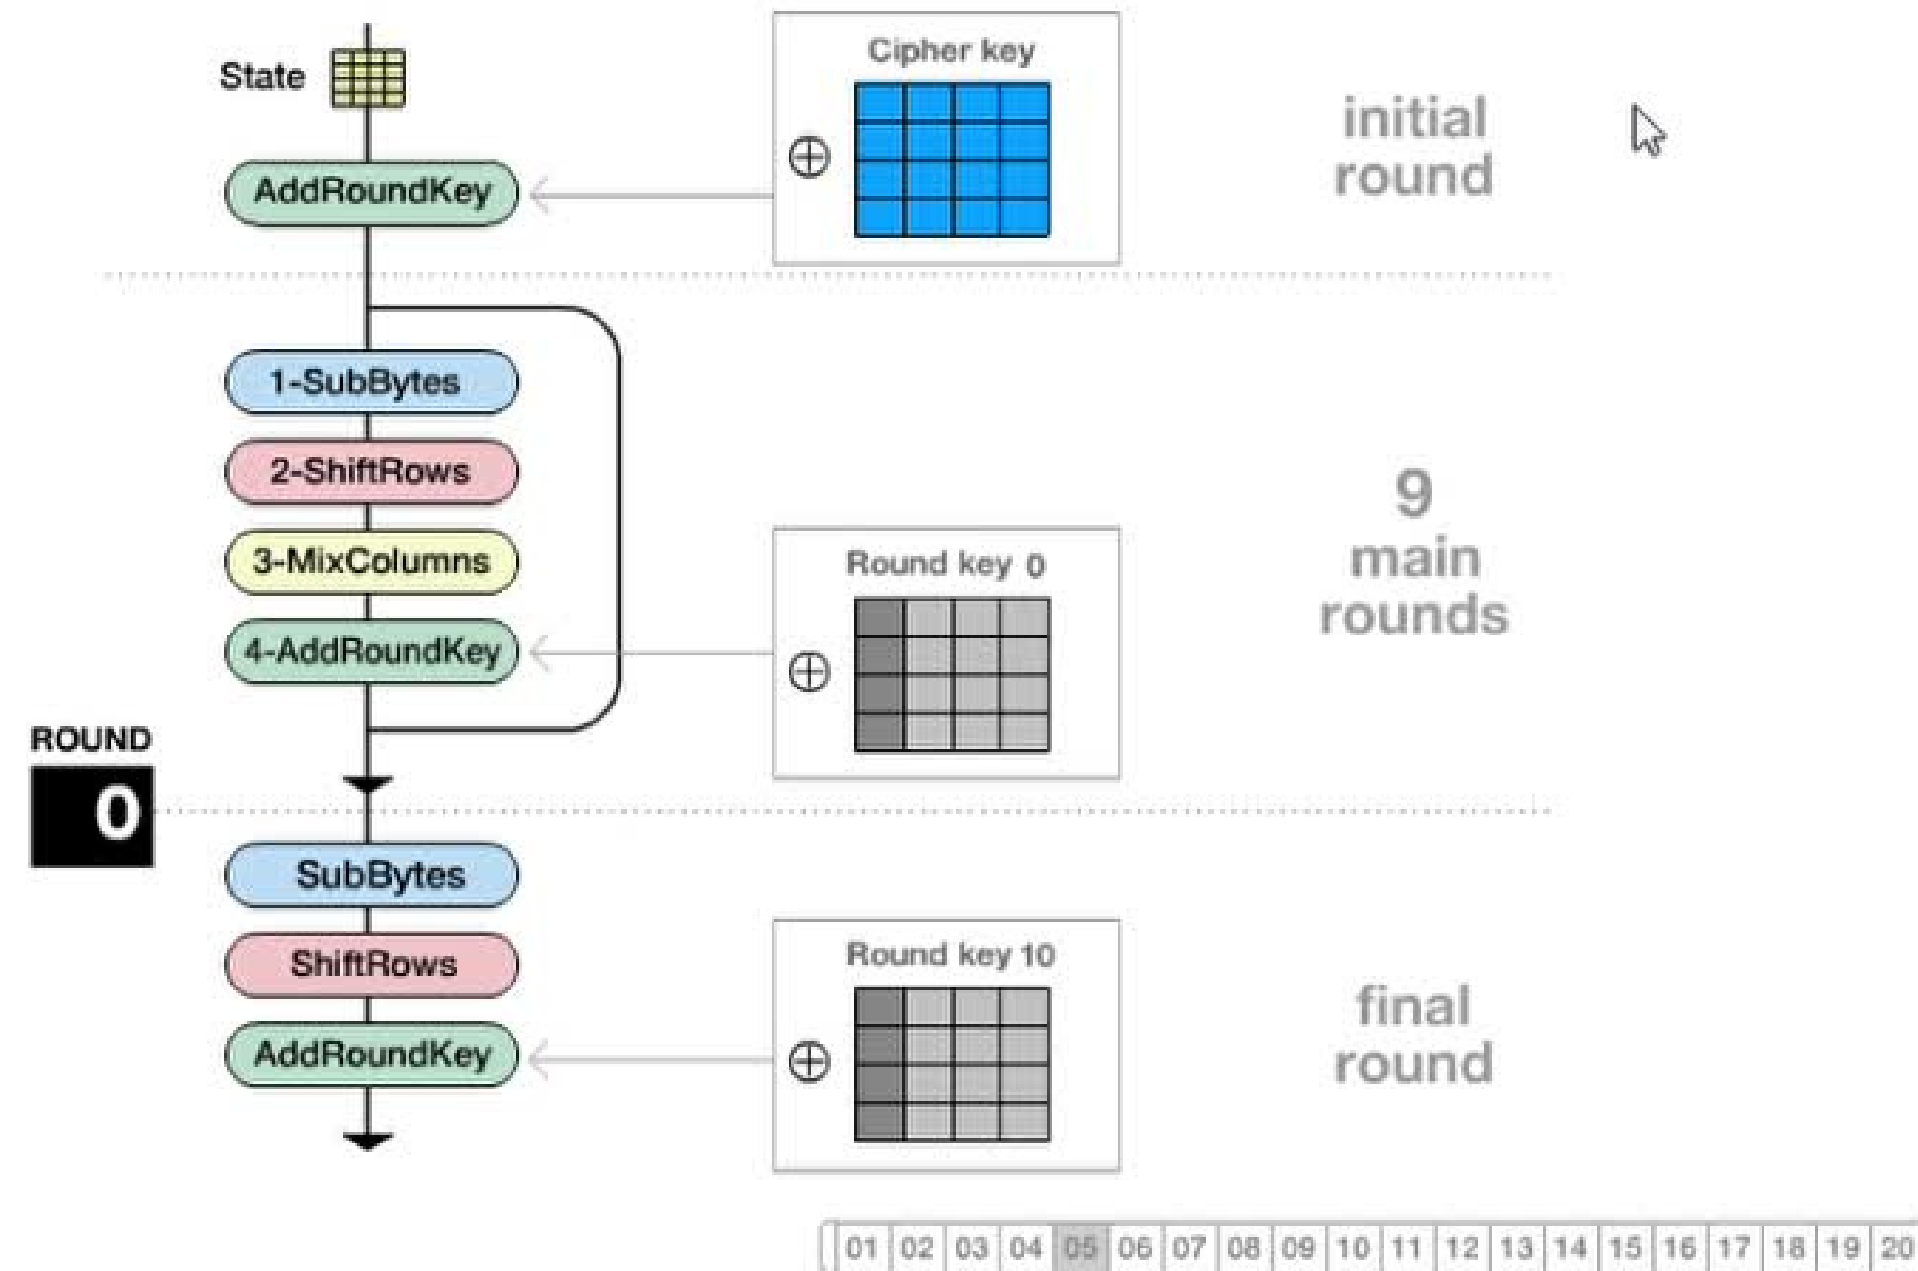 State
Cipher key
AddRoundKey
initial
round
1-SubBytes
2-ShiftRows
3-MixColumns
4-AddRoundKey
Round key 0
9
main
rounds
ROUND
0
SubBytes
ShiftRows
AddRoundKey
Round key 10
final
round
01 02 03 04 05 06 07 08 09 10 11 12 13 14 15 16 17 18 19 20